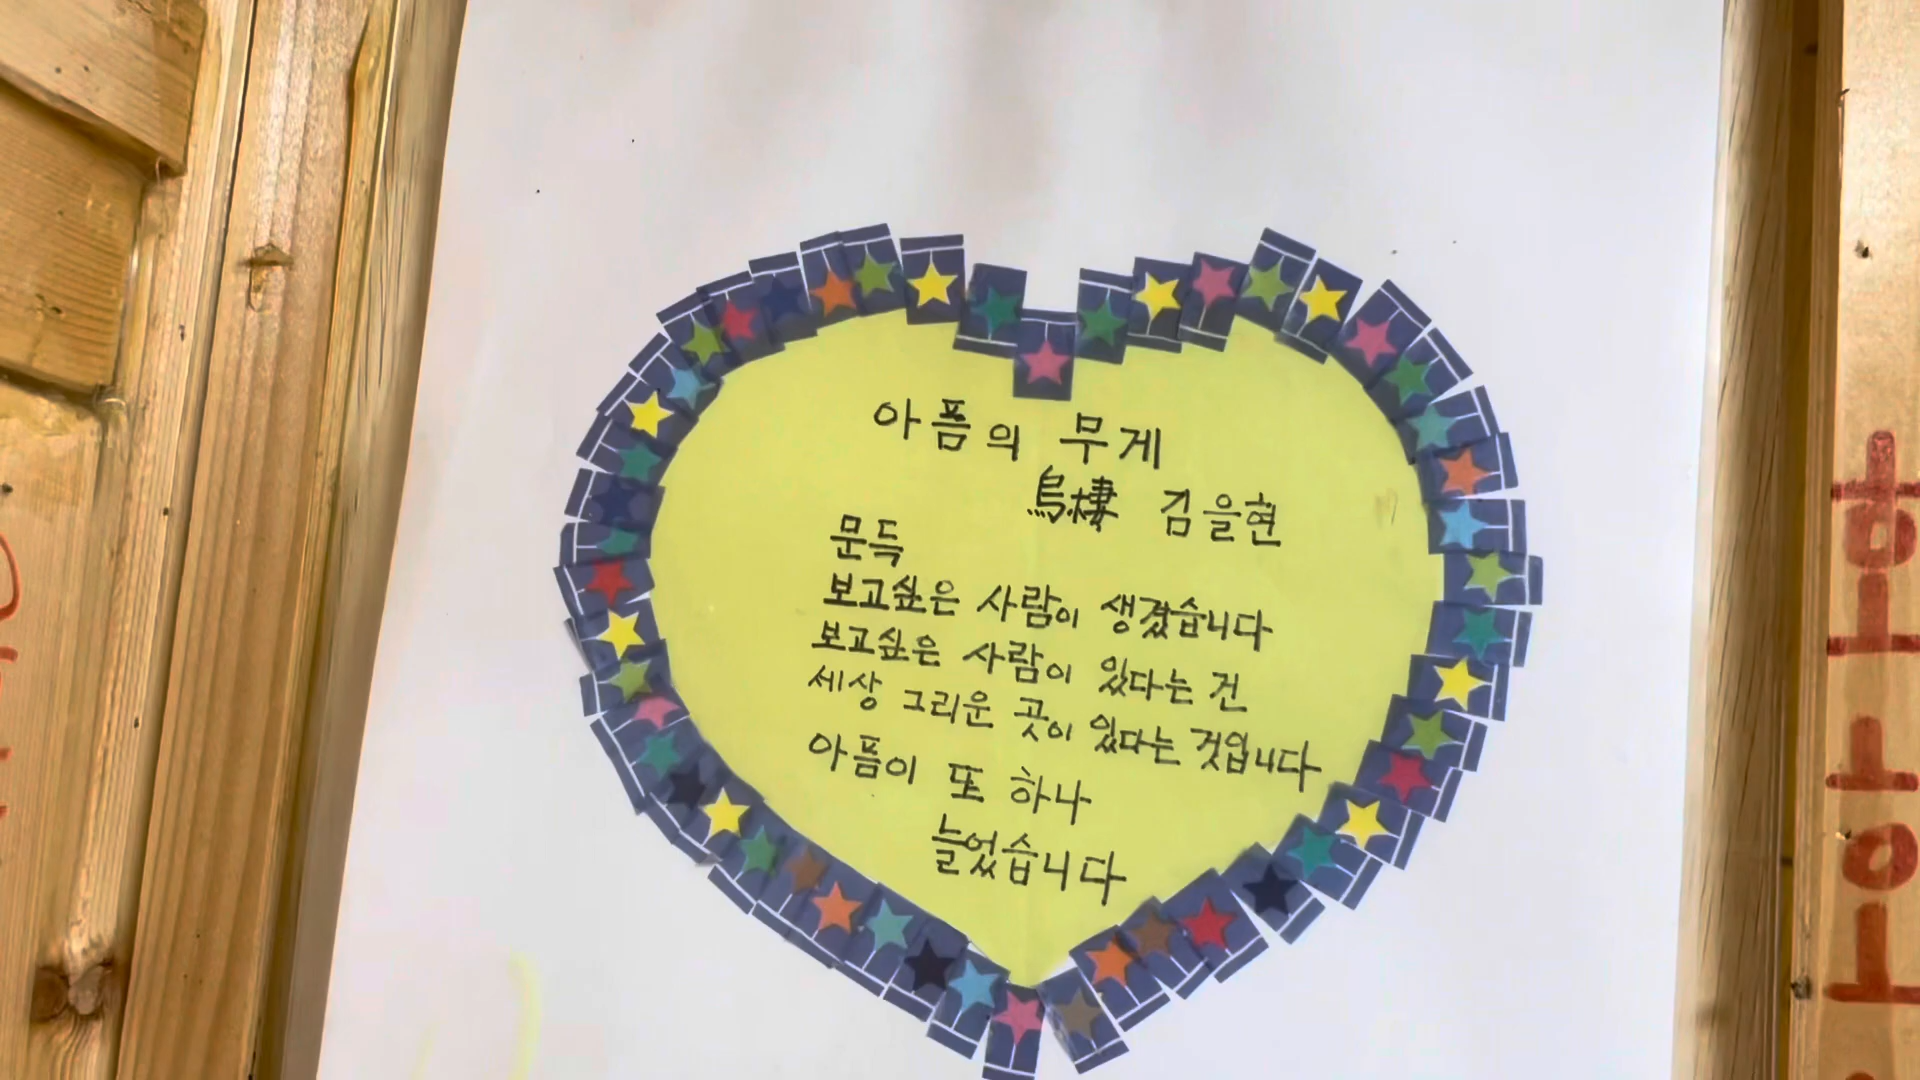 아픔의 무게
烏棲 김을현
문득
보고싶은 사람이 생겼습니다
보고싶은 사람이 있다는 건
세상 그리운 곳이 있다는 것입니다
아픔이 또 하나
늘었습니다